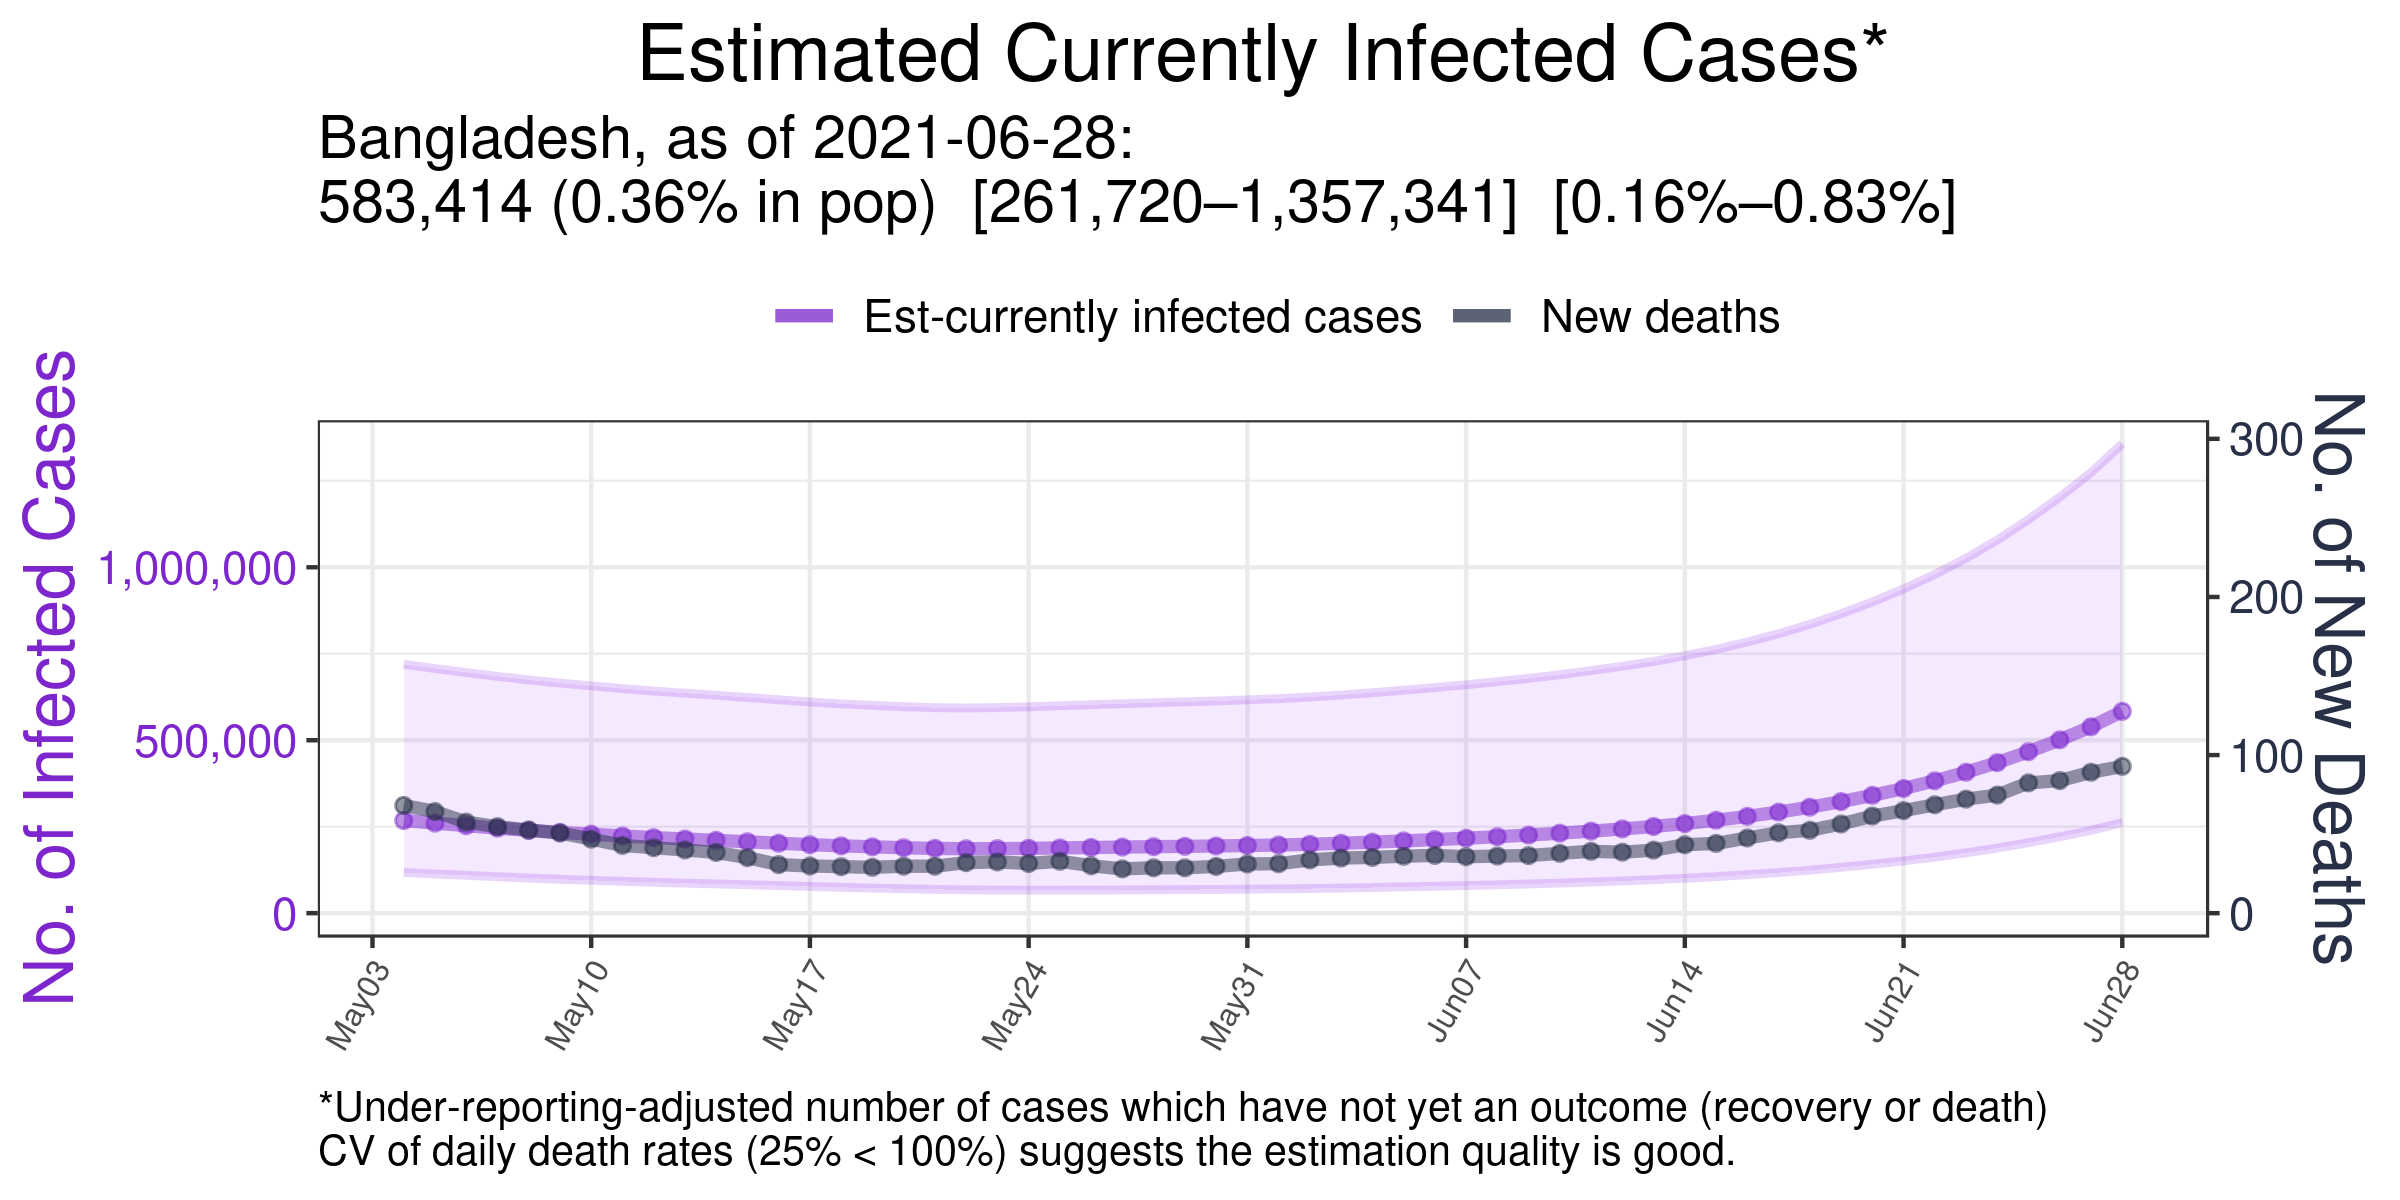 Estimated Currently Infected Cases*
Bangladesh, as of 2021-06-28:
583,414 (0.36% in pop)  [261,720–1,357,341]  [0.16%–0.83%]
Est-currently infected cases
New deaths
No. of Infected Cases
1,000,000
500,000
0
300
200
100
0
No. of New Deaths
May03
May10
May17
May24
May31
Jun07
Jun14
Jun21
Jun28
*Under-reporting-adjusted number of cases which have not yet an outcome (recovery or death)
CV of daily death rates (25% < 100%) suggests the estimation quality is good.